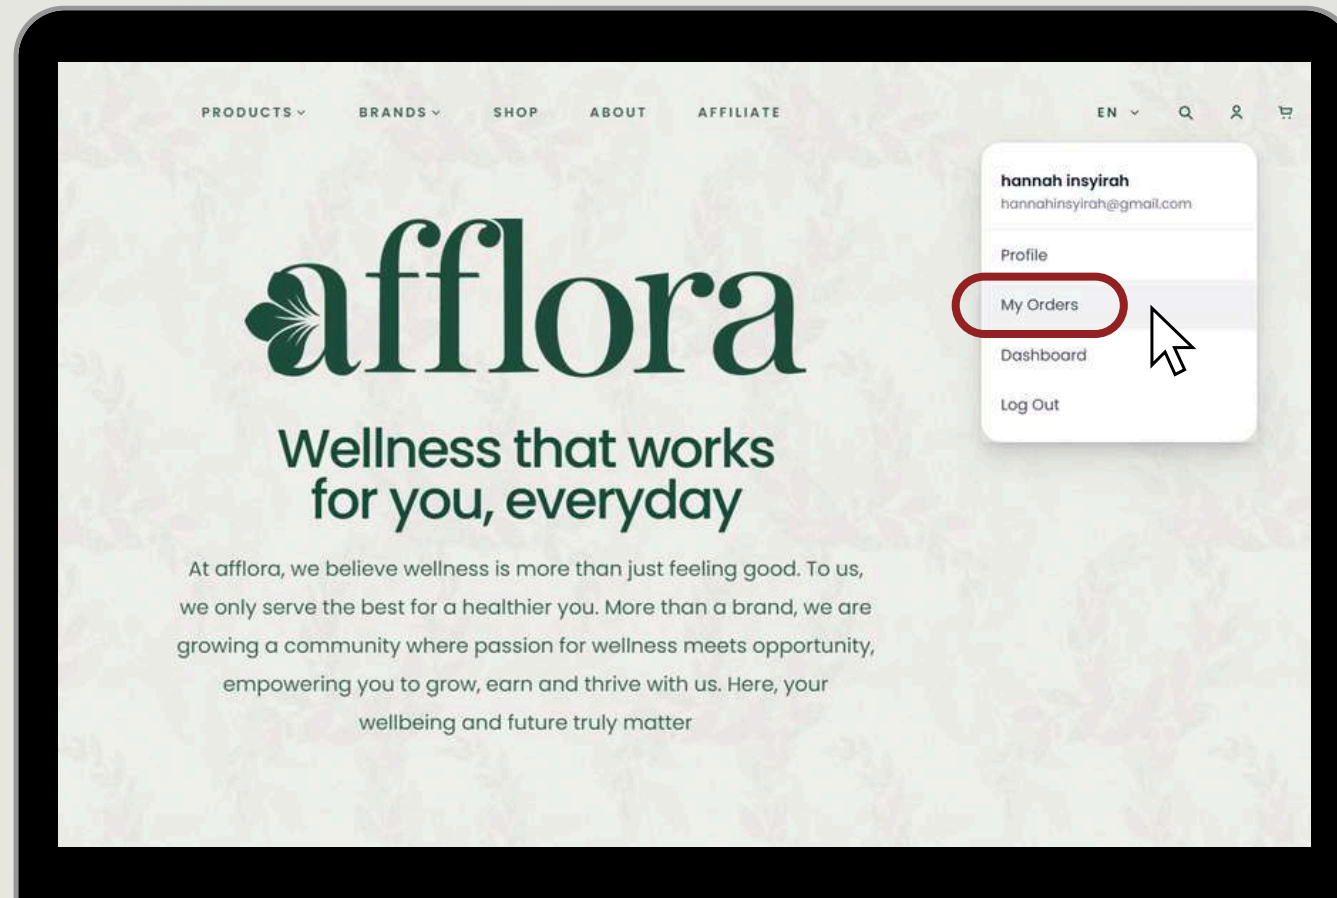 PRODUCTS BRANDS SHOP ABOUT AFFILIATE EN
hannah insyirah
hannahinsyirah@gmail.com
Profile
My Orders
Dashboard
Log Out
afflora
Wellness that works
for you, everyday
At afflora, we believe wellness is more than just feeling good. To us,
we only serve the best for a healthier you. More than a brand, we are
growing a community where passion for wellness meets opportunity,
empowering you to grow, earn and thrive with us. Here, your
wellbeing and future truly matter